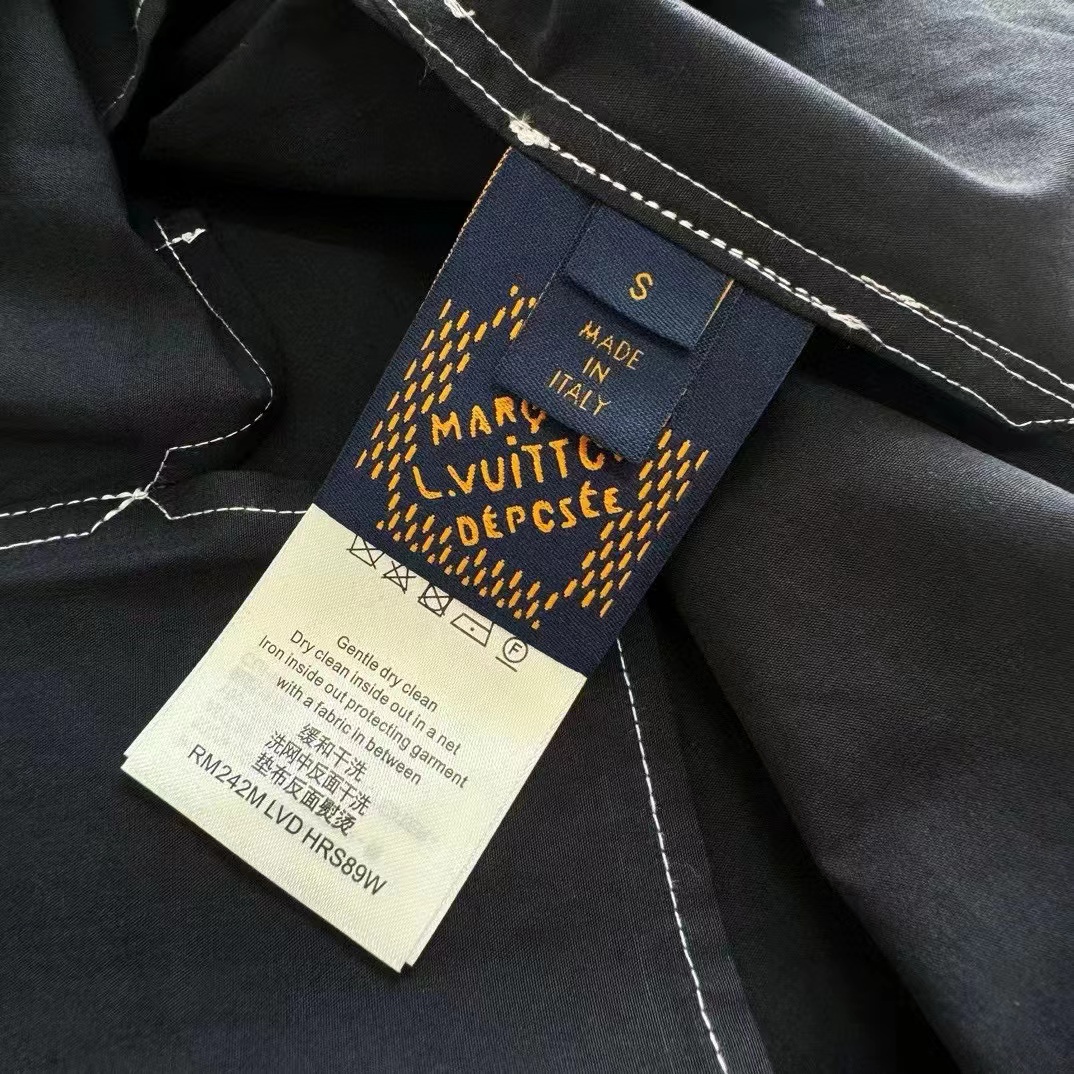 S
MADE
IN
ITALY
MARQ
L.VUiTTO
DÉPOSÉE
F
Gentle dry clean
Dry clean inside out in a net
Iron inside out protecting garment
with a fabric in between
缓和干洗
洗网中反面干洗
垫布反面熨烫
RM242M LVD HRS89W